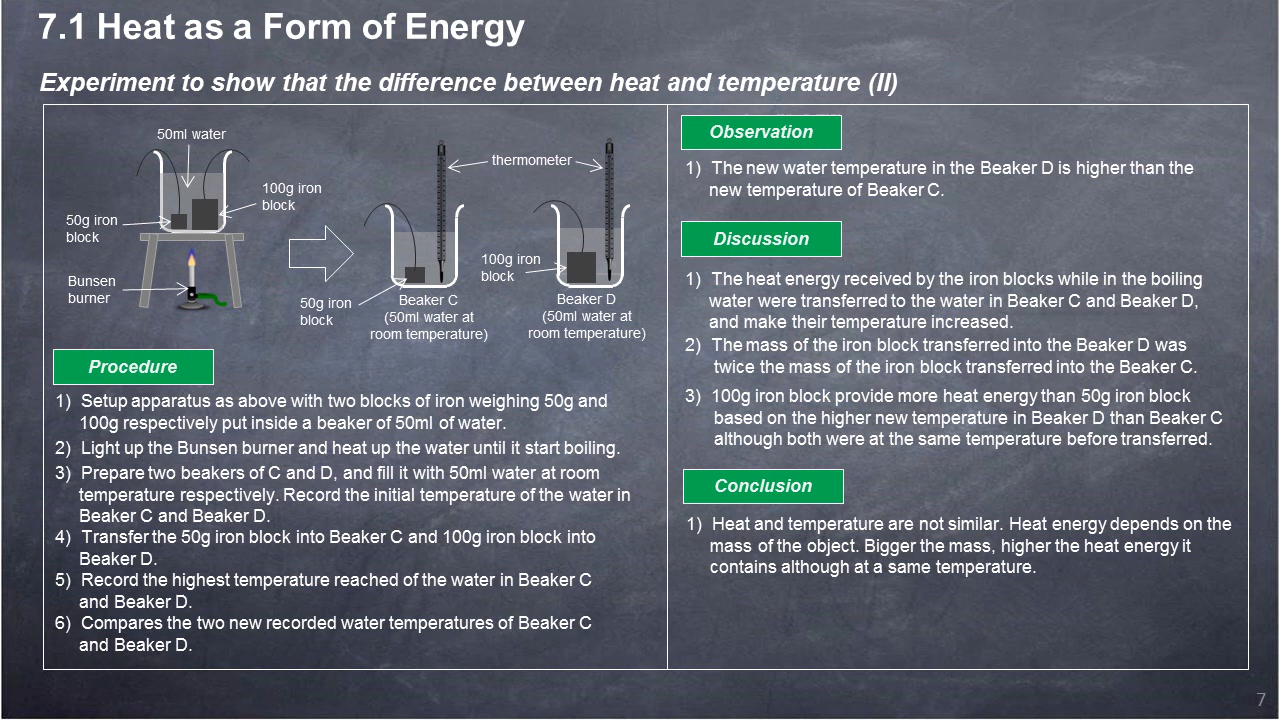 7.1 Heat as a Form of Energy
Experiment to show that the difference between heat and temperature (II)
50ml water
100g iron
block
50g iron
block
Bunsen
burner
thermometer
50g iron
block
Beaker C
(50ml water at
room temperature)
100g iron
block
Beaker D
(50ml water at
room temperature)
Procedure
1) Setup apparatus as above with two blocks of iron weighing 50g and
100g respectively put inside a beaker of 50ml of water.
2) Light up the Bunsen burner and heat up the water until it start boiling.
3) Prepare two beakers of C and D, and fill it with 50ml water at room
temperature respectively. Record the initial temperature of the water in
Beaker C and Beaker D.
4) Transfer the 50g iron block into Beaker C and 100g iron block into
Beaker D.
5) Record the highest temperature reached of the water in Beaker C
and Beaker D.
6) Compares the two new recorded water temperatures of Beaker C
and Beaker D.
Observation
1) The new water temperature in the Beaker D is higher than the
new temperature of Beaker C.
Discussion
1) The heat energy received by the iron blocks while in the boiling
water were transferred to the water in Beaker C and Beaker D,
and make their temperature increased.
2) The mass of the iron block transferred into the Beaker D was
twice the mass of the iron block transferred into the Beaker C.
3) 100g iron block provide more heat energy than 50g iron block
based on the higher new temperature in Beaker D than Beaker C
although both were at the same temperature before transferred.
Conclusion
1) Heat and temperature are not similar. Heat energy depends on the
mass of the object. Bigger the mass, higher the heat energy it
contains although at a same temperature.
7